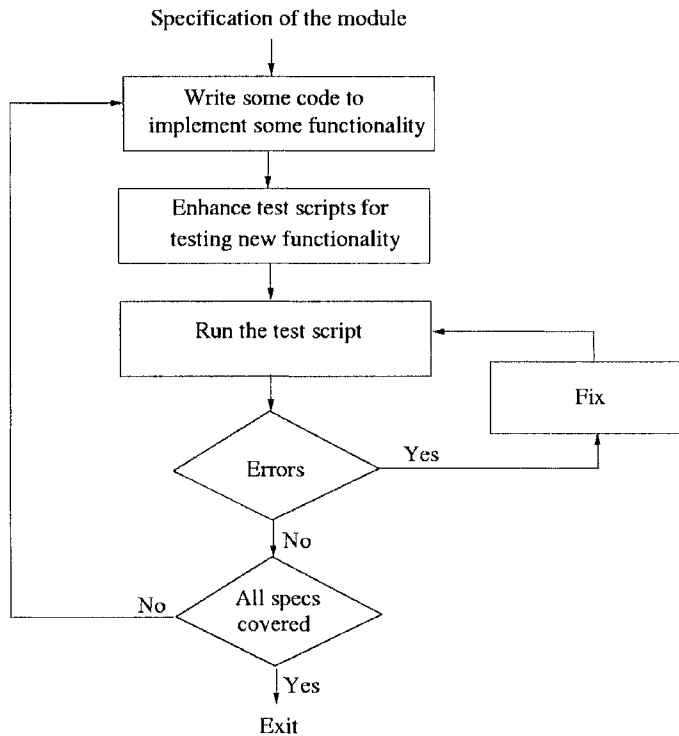 Specification of the module
Write some code to
implement some functionality
Enhance test scripts for
testing new functionality
Run the test script
Fix
Errors
Yes
No
All specs
covered
No
Yes
Exit